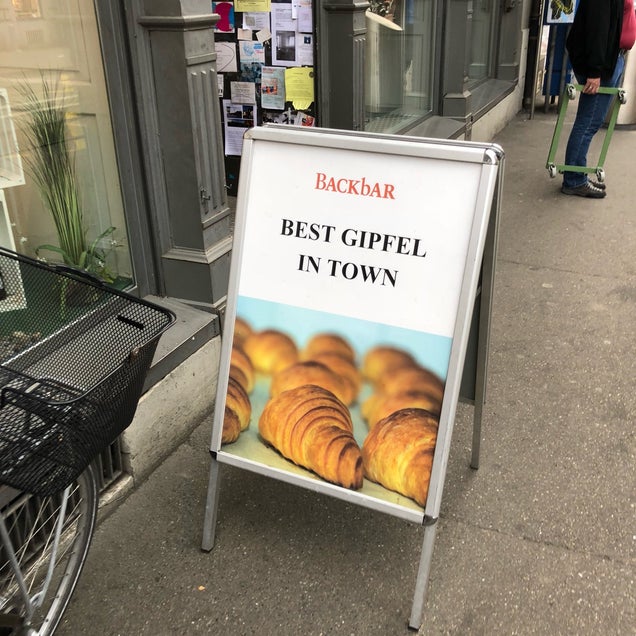 BACKbAR
BEST GIPFEL
IN TOWN